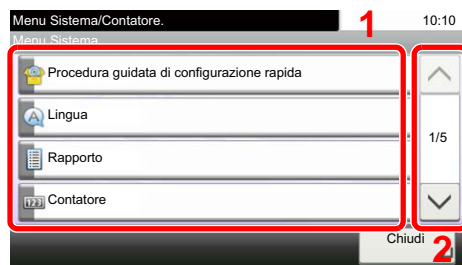 Menu Sistema/Contatore.
1
10:10
Menu Sistema
Procedura guidata di configurazione rapida
Lingua
1/5
Rapporto
123 Contatore
Chiudi
2